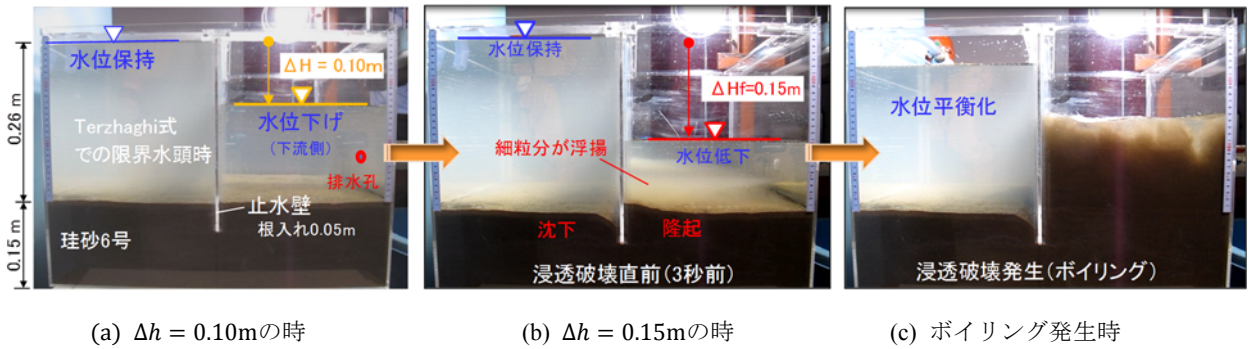 水位保持
ΔH = 0.10m
水位下げ
(下流側)
Terzhaghi式
での限界水頭時
排水孔
止水壁
根入れ0.05m
珪砂6号
0.26 m
0.15 m
水位保持
ΔHf=0.15m
水位低下
細粒分が浮揚
沈下
隆起
浸透破壊直前(3秒前)
水位平衡化
浸透破壊発生(ボイリング)
(a) Δh = 0.10mの時
(b) Δh = 0.15mの時
(c) ボイリング発生時